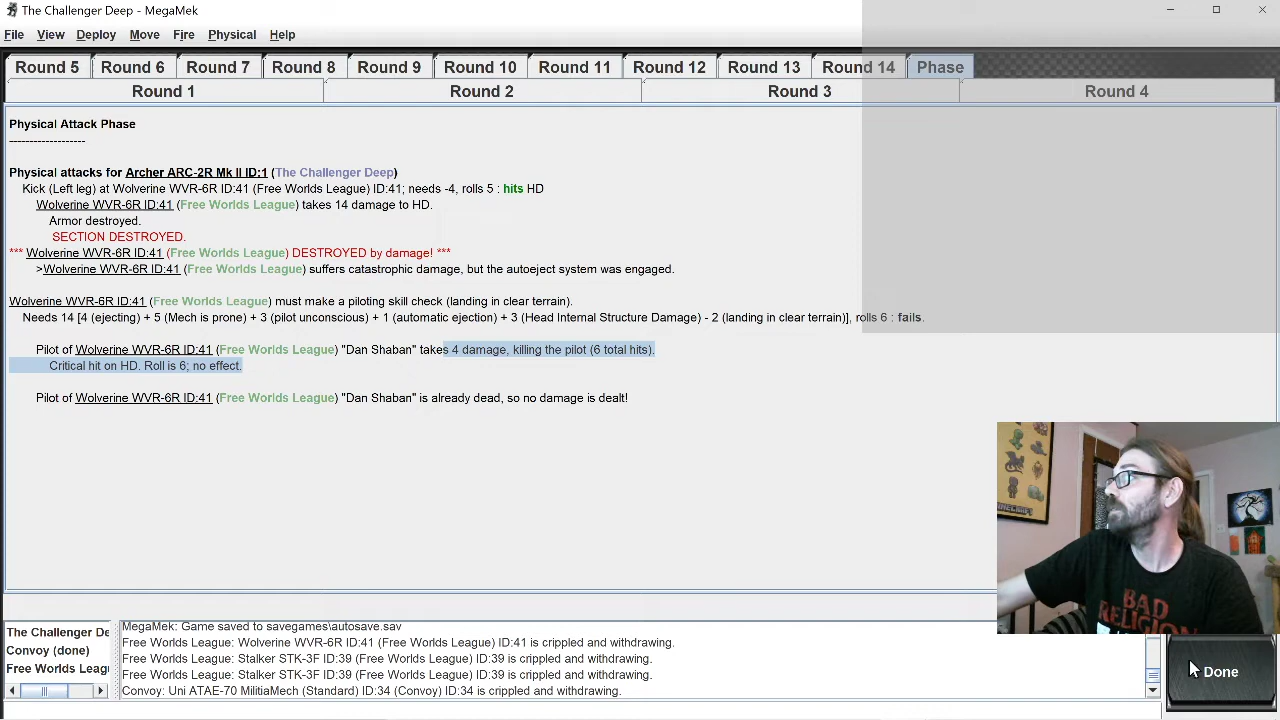 The Challenger Deep - MegaMek
File View Deploy Move Fire Physical Help
Round 5 Round 6 Round 7 Round 8 Round 9 Round 10 Round 11 Round 12 Round 13 Round 14 Phase
Round 1 Round 2 Round 3 Round 4
Physical Attack Phase
-------------------
Physical attacks for Archer ARC-2R Mk II ID:1 (The Challenger Deep)
Kick (Left leg) at Wolverine WVR-6R ID:41 (Free Worlds League) ID:41; needs -4, rolls 5 : hits HD
Wolverine WVR-6R ID:41 (Free Worlds League) takes 14 damage to HD.
Armor destroyed.
SECTION DESTROYED.
*** Wolverine WVR-6R ID:41 (Free Worlds League) DESTROYED by damage! ***
>Wolverine WVR-6R ID:41 (Free Worlds League) suffers catastrophic damage, but the autoeject system was engaged.
Wolverine WVR-6R ID:41 (Free Worlds League) must make a piloting skill check (landing in clear terrain).
Needs 14 [4 (ejecting) + 5 (Mech is prone) + 3 (pilot unconscious) + 1 (automatic ejection) + 3 (Head Internal Structure Damage) - 2 (landing in clear terrain)], rolls 6 : fails.
Pilot of Wolverine WVR-6R ID:41 (Free Worlds League) "Dan Shaban" takes 4 damage, killing the pilot (6 total hits).
Critical hit on HD. Roll is 6; no effect.
Pilot of Wolverine WVR-6R ID:41 (Free Worlds League) "Dan Shaban" is already dead, so no damage is dealt!
MegaMek: Game saved to savegames\autosave.sav
The Challenger De
Free Worlds League: Wolverine WVR-6R ID:41 (Free Worlds League) ID:41 is crippled and withdrawing.
Convoy (done)
Free Worlds League: Stalker STK-3F ID:39 (Free Worlds League) ID:39 is crippled and withdrawing.
Free Worlds Leagu
Free Worlds League: Stalker STK-3F ID:39 (Free Worlds League) ID:39 is crippled and withdrawing.
Convoy: Uni ATAE-70 MilitiaMech (Standard) ID:34 (Convoy) ID:34 is crippled and withdrawing.
Done
BAD
RELIGION